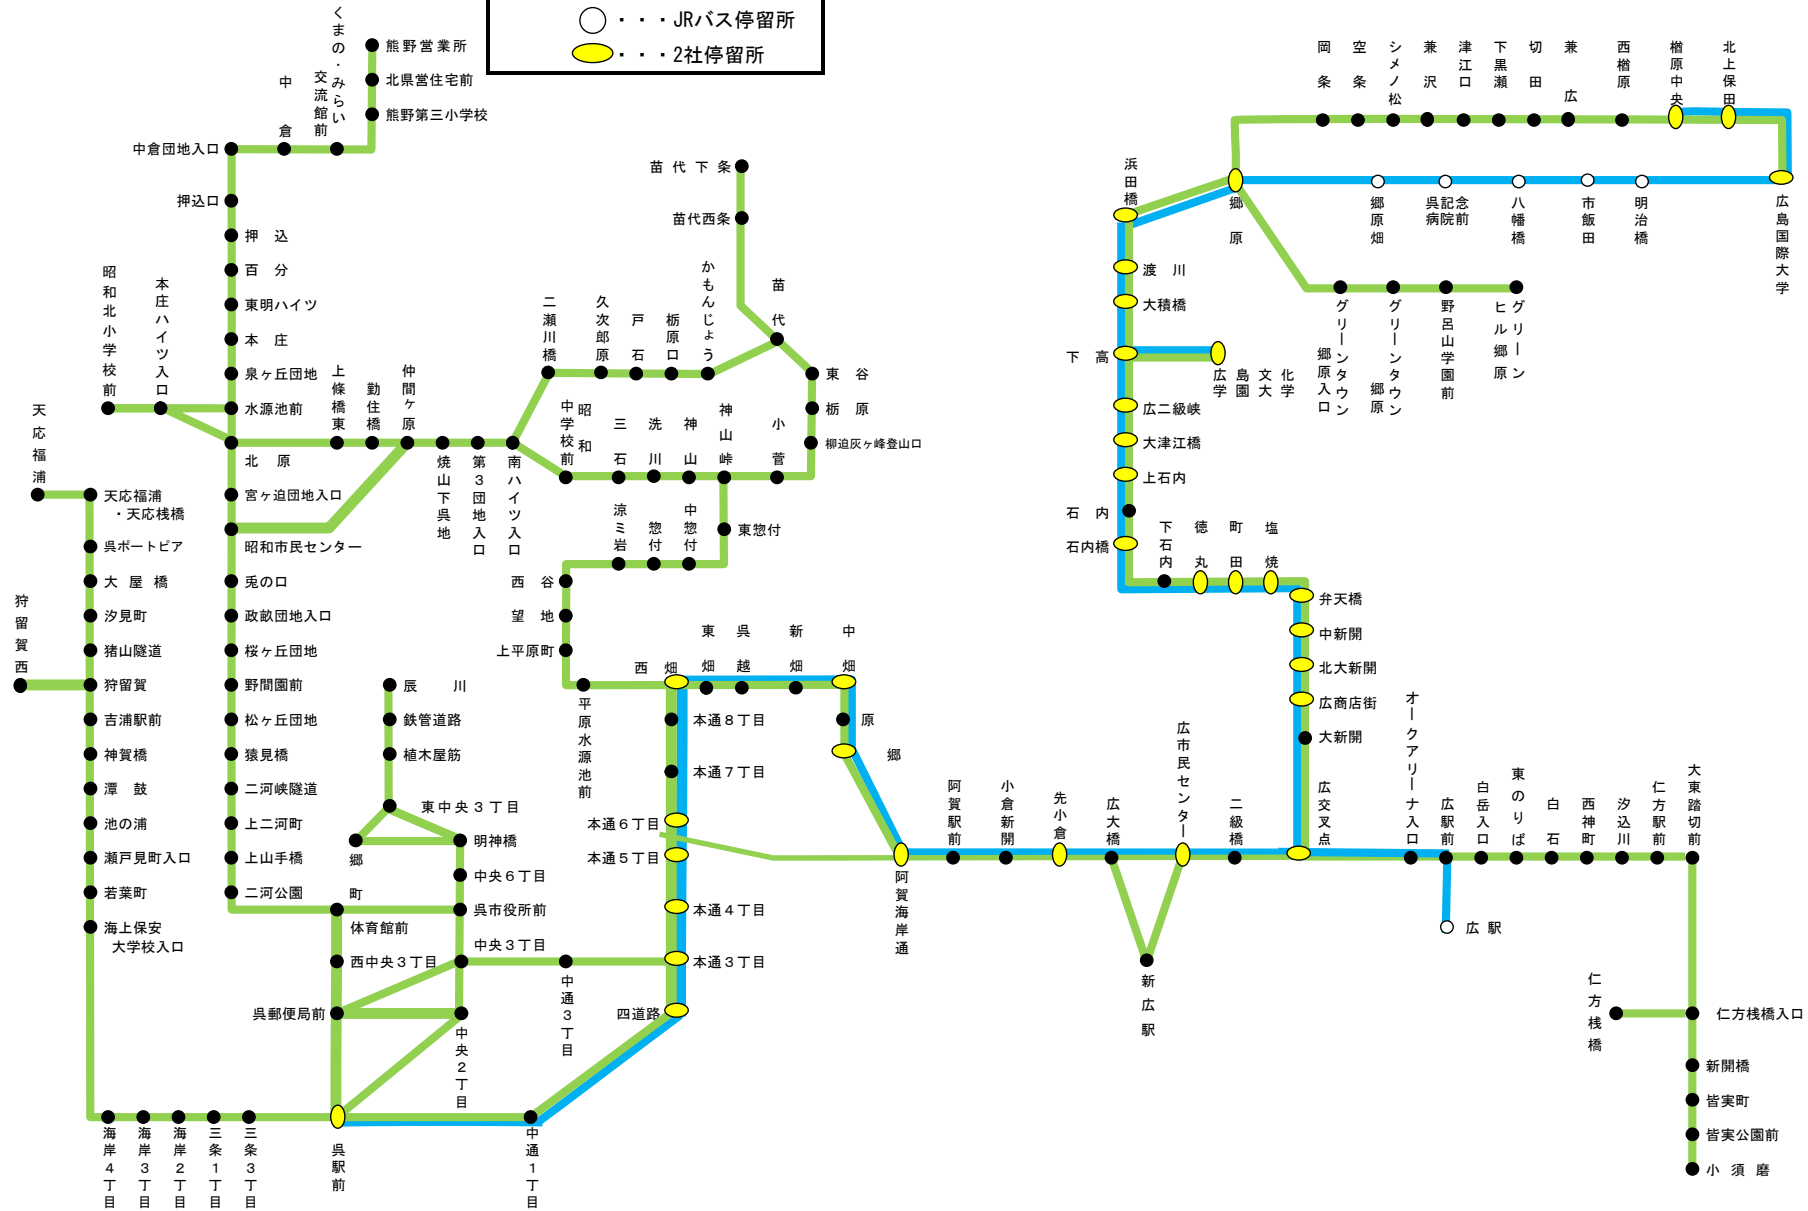 ・・・JRバス停留所
・・・2社停留所
熊野営業所
北県営住宅前
熊野第三小学校
くまの・みらい
交流館前
中倉
中倉団地入口
押込口
押込
百分
東明ハイツ
本庄
泉ヶ丘団地
水源池前
昭和北小学校前
本庄ハイツ入口
北原
宮ヶ迫団地入口
昭和市民センター
兎の口
政畝団地入口
桜ヶ丘団地
野間園前
松ヶ丘団地
猿見橋
二河峡隧道
上二河町
上山手橋
二河公園
上條橋東
勤住橋
仲間ヶ原
焼山下呉地
第3団地入口
南ハイツ入口
二瀬川橋
久次郎原
戸石
栃原口
かもんじょう
苗代
苗代下条
苗代西条
東谷
栃原
柳迫灰ヶ峰登山口
昭和
中学校前
三石
洗川
神山
神山峠
小菅
東惣付
中惣付
惣付
涼ミ岩
西谷
望地
上平原町
平原水源池前
天応福浦
天応福浦
・天応桟橋
呉ポートピア
大屋橋
汐見町
猪山隧道
狩留賀西
狩留賀
吉浦駅前
神賀橋
潭鼓
池の浦
瀬戸見町入口
若葉町
海上保安
大学校入口
海岸4丁目
海岸3丁目
海岸2丁目
三条1丁目
三条3丁目
呉駅前
中通1丁目
辰川
鉄管道路
植木屋筋
東中央3丁目
郷町
明神橋
中央6丁目
呉市役所前
中央3丁目
体育館前
西中央3丁目
呉郵便局前
中央2丁目
中通3丁目
四道路
本通3丁目
本通4丁目
本通5丁目
本通6丁目
本通7丁目
本通8丁目
西畑
東畑
呉越
新畑
中畑
原
郷
阿賀海岸通
阿賀駅前
小倉新開
先小倉
広大橋
新広駅
広市民センター
二級橋
広交叉点
オークアリーナ入口
広駅前
広駅
白岳入口
東のりば
白石
西神町
汐込川
仁方駅前
大東踏切前
仁方桟橋
仁方桟橋入口
新開橋
皆実町
皆実公園前
小須磨
大新開
広商店街
北大新開
中新開
弁天橋
塩焼
町田
徳丸
下石内
石内橋
石内
上石内
大津江橋
広二級峡
下高
広島文化
学園大学
大積橋
渡川
浜田橋
郷原
郷原畑
呉記念
病院前
八幡橋
市飯田
明治橋
広島国際大学
岡条
空条
シメノ松
兼沢
津江口
下黒瀬
切田
兼広
西楢原
楢原中央
北上保田
グリーンタウン
郷原入口
グリーンタウン
郷原
野呂山学園前
グリーン
ヒル郷原